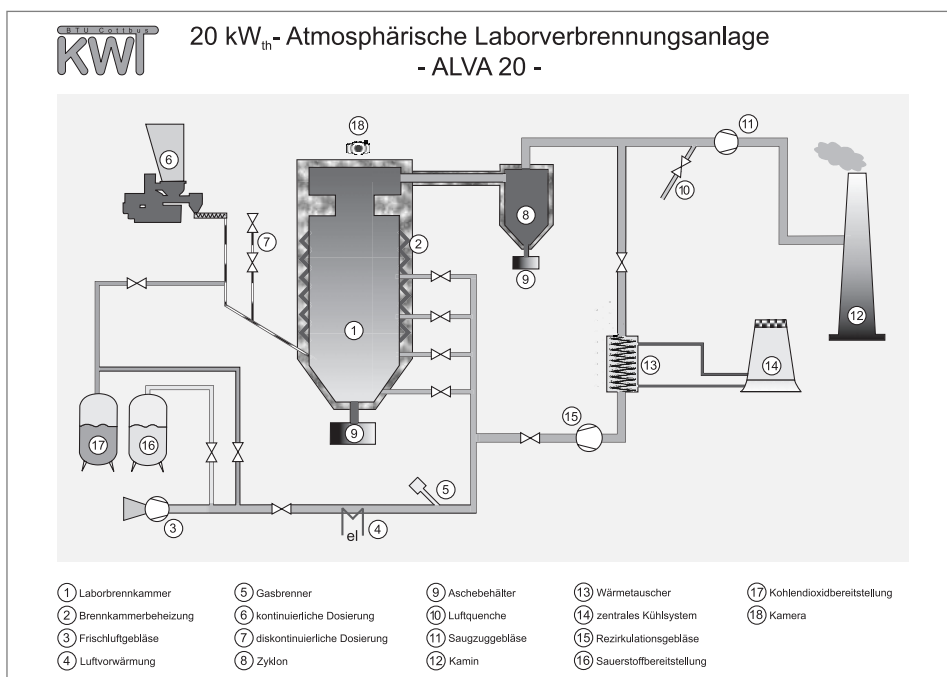 BTU Cottbus
KWT
20 kWth- Atmosphärische Laborverbrennungsanlage
- ALVA 20 -
18
11
6
10
7
8
2
9
1
12
13
14
15
9
17
16
5
3
4
el
1 Laborbrennkammer
2 Brennkammerbeheizung
3 Frischluftgebläse
4 Luftvorwärmung
5 Gasbrenner
6 kontinuierliche Dosierung
7 diskontinuierliche Dosierung
8 Zyklon
9 Aschebehälter
10 Luftquenche
11 Saugzuggebläse
12 Kamin
13 Wärmetauscher
14 zentrales Kühlsystem
15 Rezirkulationsgebläse
16 Sauerstoffbereitstellung
17 Kohlendioxidbereitstellung
18 Kamera